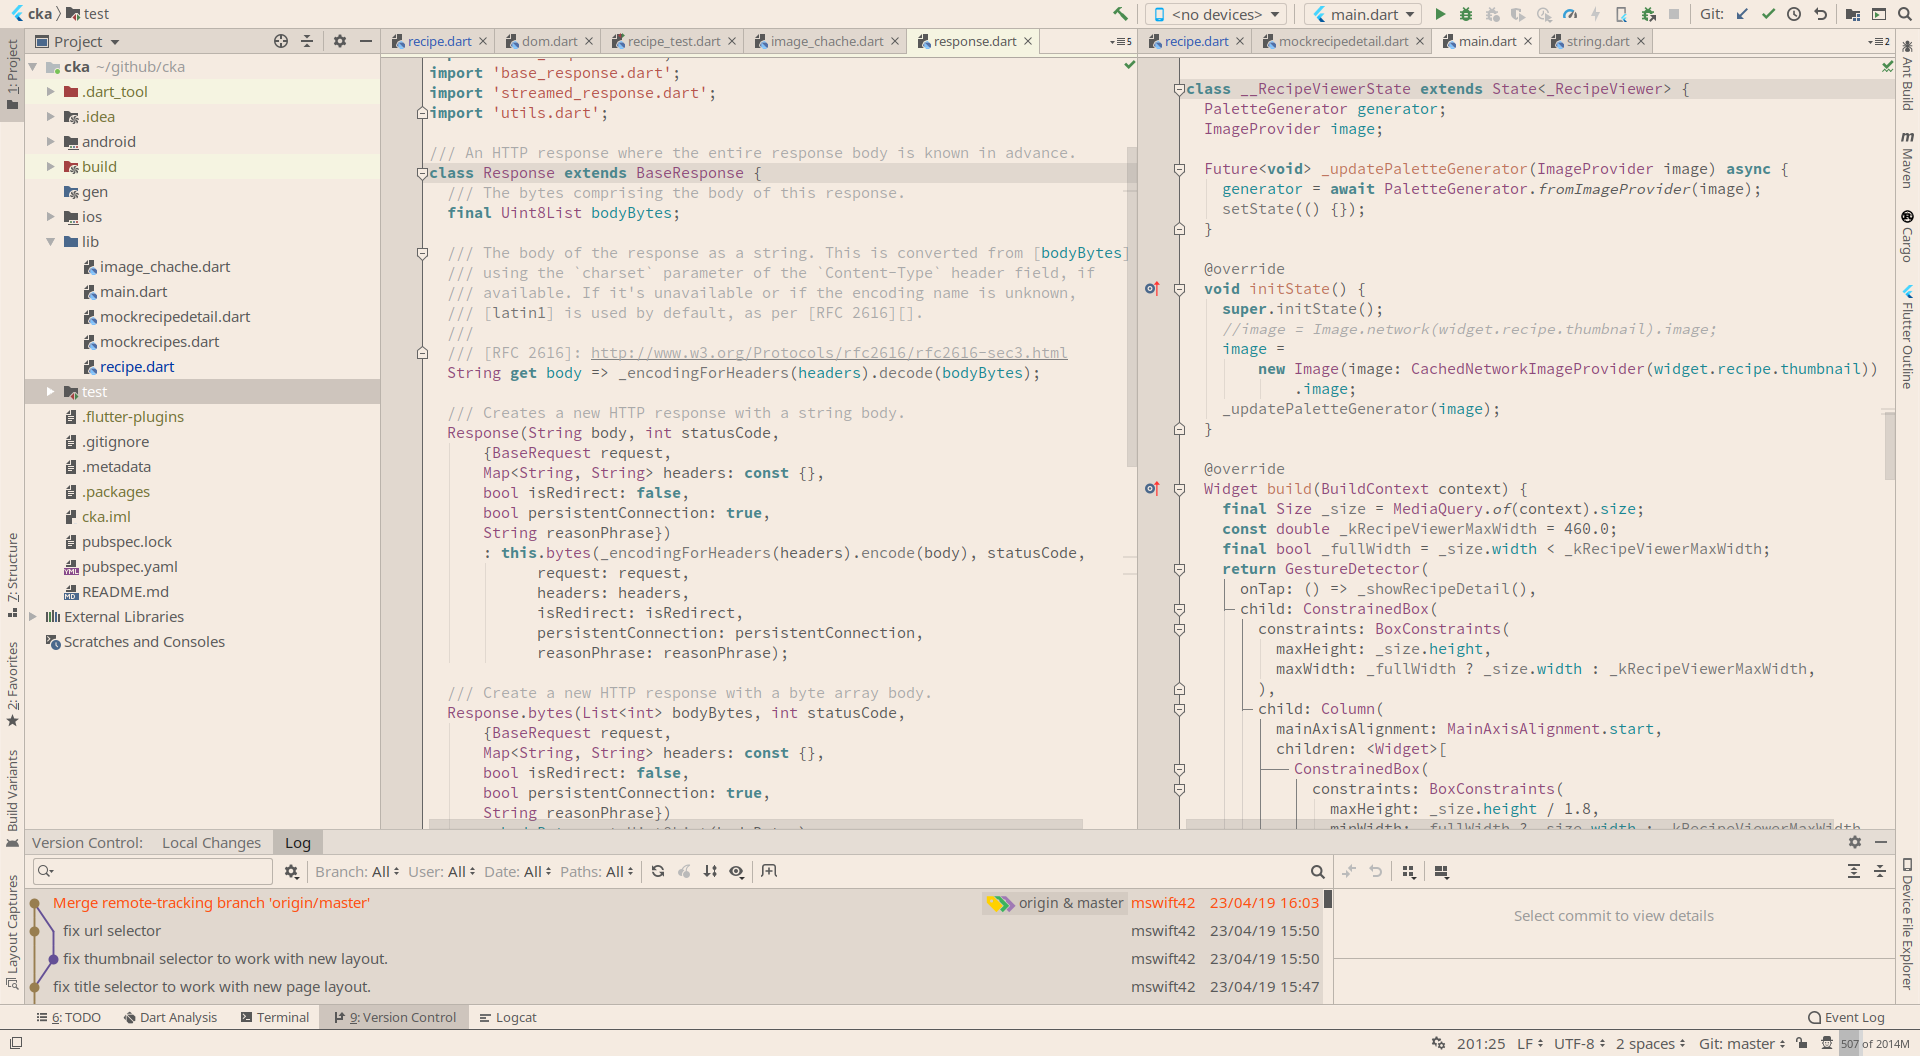 cka
test
<no devices>
main.dart
Git:
Project
recipe.dart
dom.dart
recipe_test.dart
image_chache.dart
response.dart
5
recipe.dart
mockrecipedetail.dart
main.dart
string.dart
2
1: Project
7: Structure
2: Favorites
Build Variants
Layout Captures
cka ~/github/cka
.dart_tool
.idea
android
build
gen
ios
lib
image_chache.dart
main.dart
mockrecipedetail.dart
mockrecipes.dart
recipe.dart
test
.flutter-plugins
.gitignore
.metadata
.packages
cka.iml
pubspec.lock
pubspec.yaml
README.md
External Libraries
Scratches and Consoles
import 'base_response.dart';
import 'streamed_response.dart';
import 'utils.dart';
/// An HTTP response where the entire response body is known in advance.
class Response extends BaseResponse {
/// The bytes comprising the body of this response.
final Uint8List bodyBytes;
/// The body of the response as a string. This is converted from [bodyBytes]
/// using the `charset` parameter of the `Content-Type` header field, if
/// available. If it's unavailable or if the encoding name is unknown,
/// [latin1] is used by default, as per [RFC 2616][].
///
/// [RFC 2616]: http://www.w3.org/Protocols/rfc2616/rfc2616-sec3.html
String get body => _encodingForHeaders(headers).decode(bodyBytes);
/// Creates a new HTTP response with a string body.
Response(String body, int statusCode,
{BaseRequest request,
Map<String, String> headers: const {},
bool isRedirect: false,
bool persistentConnection: true,
String reasonPhrase})
: this.bytes(_encodingForHeaders(headers).encode(body), statusCode,
request: request,
headers: headers,
isRedirect: isRedirect,
persistentConnection: persistentConnection,
reasonPhrase: reasonPhrase);
/// Create a new HTTP response with a byte array body.
Response.bytes(List<int> bodyBytes, int statusCode,
{BaseRequest request,
Map<String, String> headers: const {},
bool isRedirect: false,
bool persistentConnection: true,
String reasonPhrase})
class __RecipeViewerState extends State<_RecipeViewer> {
PaletteGenerator generator;
ImageProvider image;
Future<void> _updatePaletteGenerator(ImageProvider image) async {
generator = await PaletteGenerator.fromImageProvider(image);
setState(() {});
}
@override
void initState() {
super.initState();
//image = Image.network(widget.recipe.thumbnail).image;
image =
new Image(image: CachedNetworkImageProvider(widget.recipe.thumbnail))
.image;
_updatePaletteGenerator(image);
}
@override
Widget build(BuildContext context) {
final Size _size = MediaQuery.of(context).size;
const double _kRecipeViewerMaxWidth = 460.0;
final bool _fullWidth = _size.width < _kRecipeViewerMaxWidth;
return GestureDetector(
onTap: () => _showRecipeDetail(),
child: ConstrainedBox(
constraints: BoxConstraints(
maxHeight: _size.height,
maxWidth: _fullWidth ? _size.width : _kRecipeViewerMaxWidth,
),
child: Column(
mainAxisAlignment: MainAxisAlignment.start,
children: <Widget>[
ConstrainedBox(
constraints: BoxConstraints(
maxHeight: _size.height / 1.8,
minWidth: _fullWidth ? _size.width : _kRecipeViewerMaxWidth
Ant Build
m Maven
Cargo
Flutter Outline
Device File Explorer
Version Control:
Local Changes
Log
Branch: All
User: All
Date: All
Paths: All
Merge remote-tracking branch 'origin/master' origin & master mswift42 23/04/19 16:03
fix url selector mswift42 23/04/19 15:50
fix thumbnail selector to work with new layout. mswift42 23/04/19 15:50
fix title selector to work with new page layout. mswift42 23/04/19 15:47
Select commit to view details
6: TODO
Dart Analysis
Terminal
9: Version Control
Logcat
Event Log
201:25
LF
UTF-8
2 spaces
Git: master
507 of 2014M